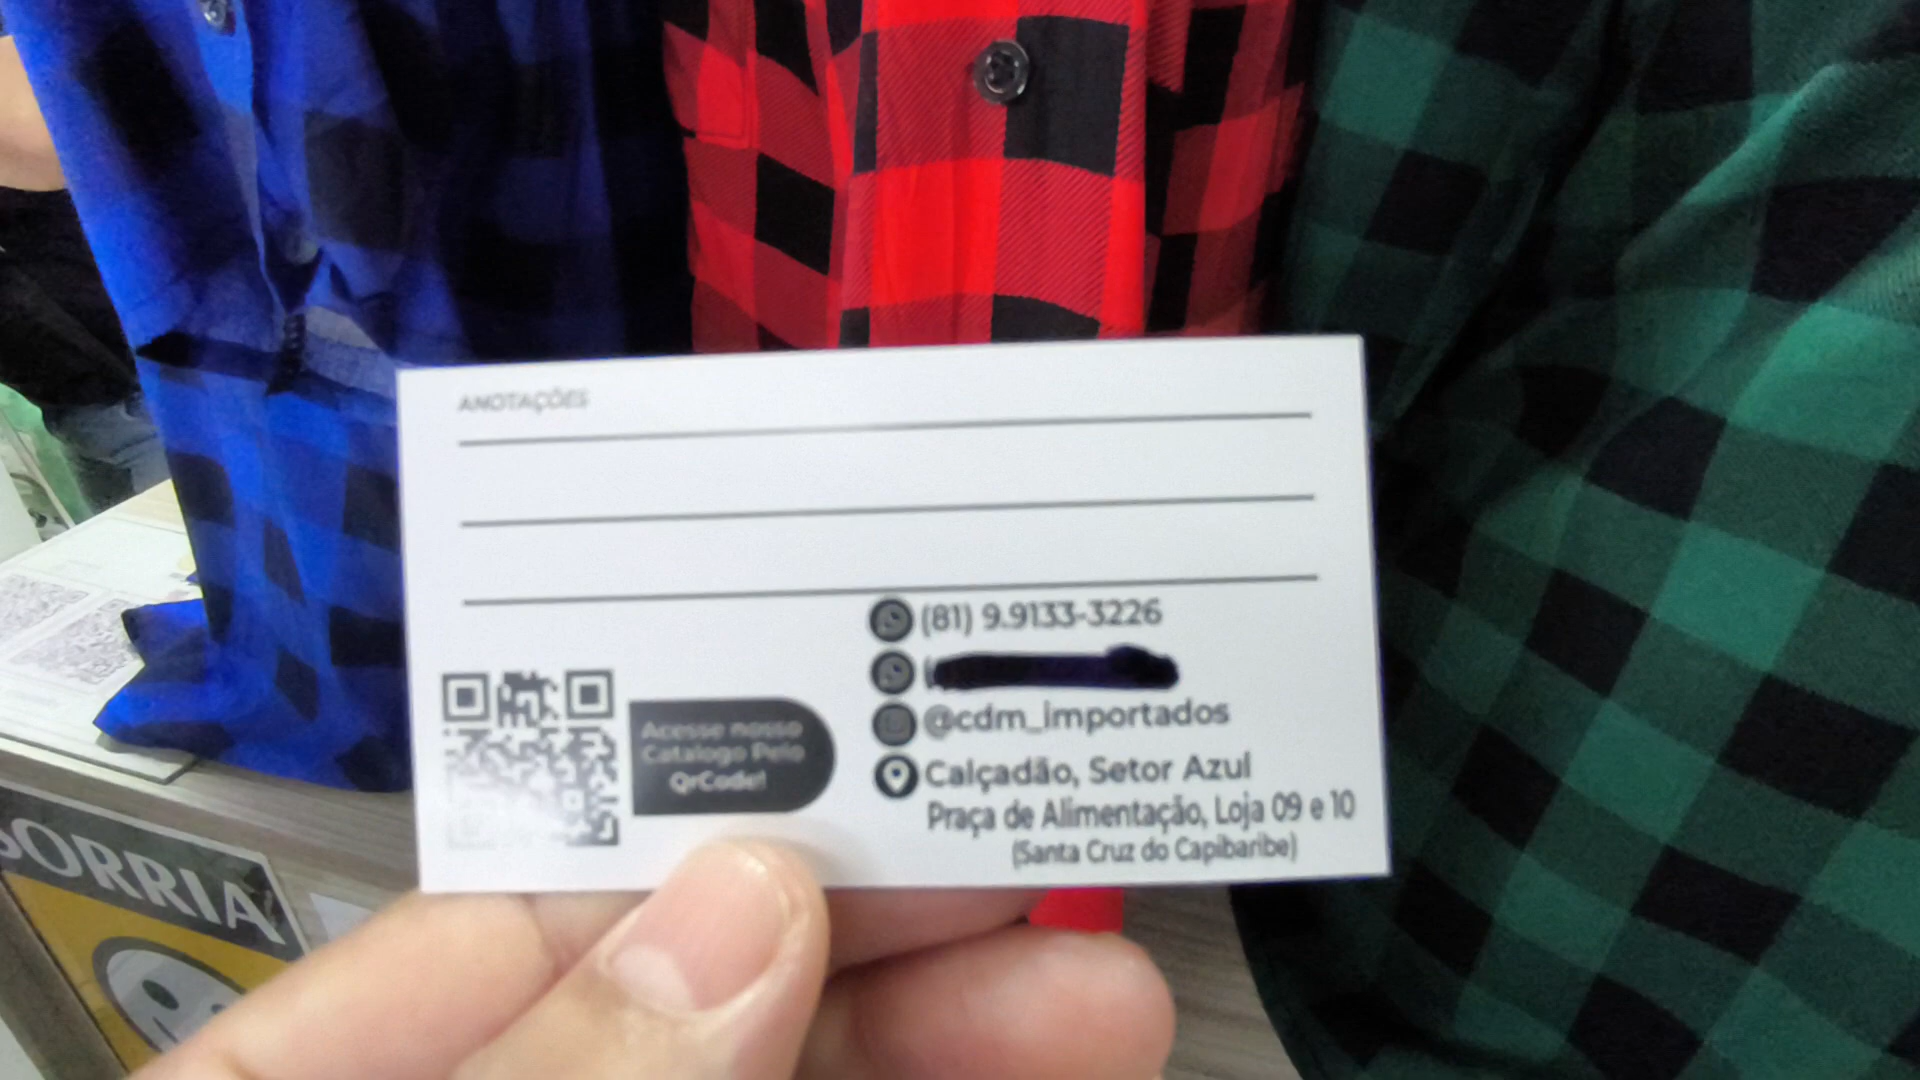 ANOTAÇÕES
(81) 9.9133-3226
@cdm_importados
Acesse nosso
Catalogo Pelo
QrCode!
Calçadão, Setor Azul
Praça de Alimentação, Loja 09 e 10
(Santa Cruz do Capibaribe)
SORRIA